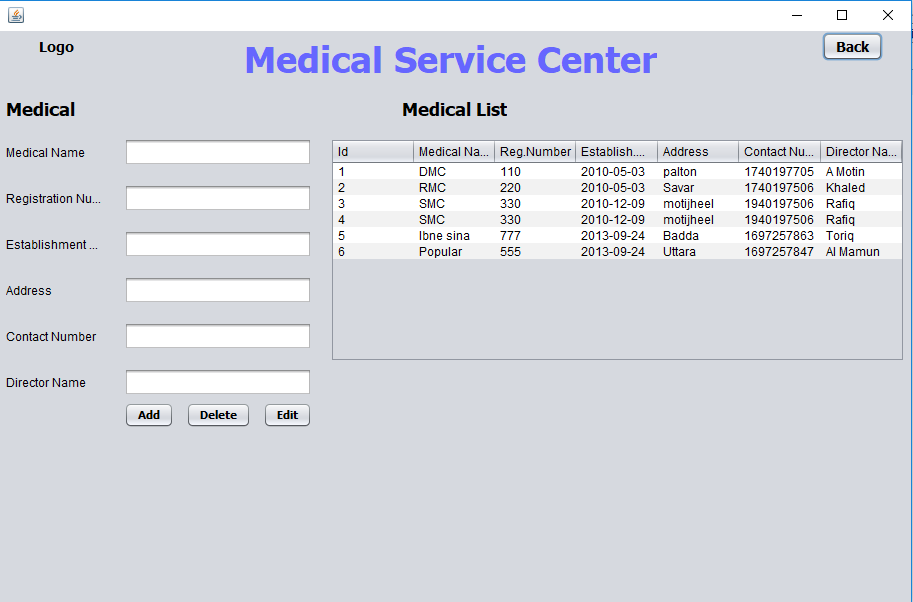 Logo
Medical Service Center
Back
Medical
Medical List
Medical Name
Registration Nu...
Establishment ...
Address
Contact Number
Director Name
Add Delete Edit
Id Medical Na... Reg.Number Establish.... Address Contact Nu... Director Na...
1 DMC 110 2010-05-03 palton 1740197705 A Motin
2 RMC 220 2010-05-03 Savar 1740197506 Khaled
3 SMC 330 2010-12-09 motijheel 1940197506 Rafiq
4 SMC 330 2010-12-09 motijheel 1940197506 Rafiq
5 Ibne sina 777 2013-09-24 Badda 1697257863 Toriq
6 Popular 555 2013-09-24 Uttara 1697257847 Al Mamun